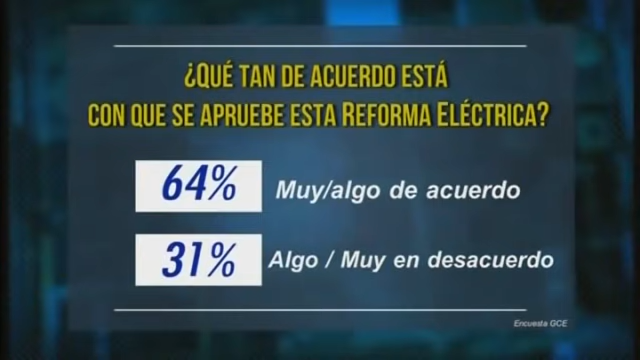 ¿QUÉ TAN DE ACUERDO ESTÁ
CON QUE SE APRUEBE ESTA REFORMA ELÉCTRICA?
64% Muy/algo de acuerdo
31% Algo / Muy en desacuerdo
Encuesta GCE